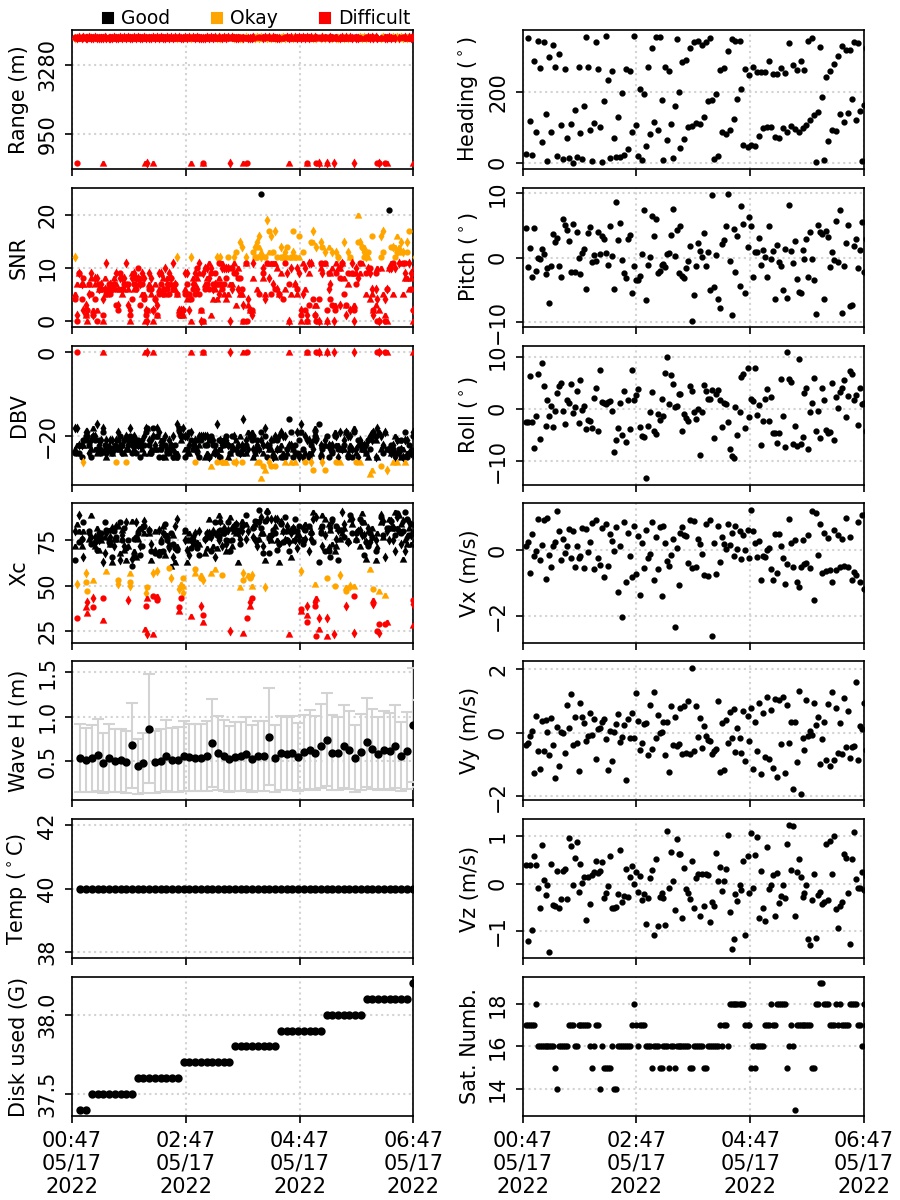 Good Okay Difficult
Range (m)
3280
950
Heading (°)
200
0
SNR
20
10
0
Pitch (°)
10
0
−10
DBV
0
−20
Roll (°)
10
0
−10
Xc
75
50
25
Vx (m/s)
0
−2
Wave H (m)
1.5
1.0
0.5
Vy (m/s)
2
0
−2
Temp (°C)
42
40
38
Vz (m/s)
1
0
−1
Disk used (G)
38.0
37.5
Sat. Numb.
18
16
14
00:47 02:47 04:47 06:47 00:47 02:47 04:47 06:47
05/17 05/17 05/17 05/17 05/17 05/17 05/17 05/17
2022 2022 2022 2022 2022 2022 2022 2022